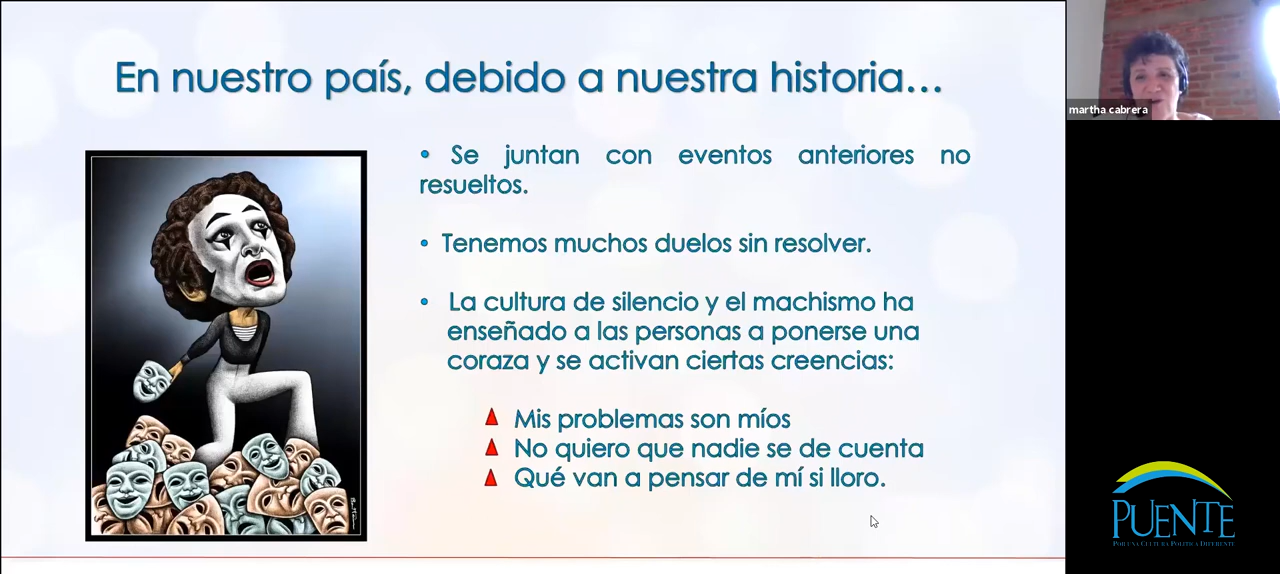 En nuestro país, debido a nuestra historia...
• Se juntan con eventos anteriores no
resueltos.
• Tenemos muchos duelos sin resolver.
• La cultura de silencio y el machismo ha
enseñado a las personas a ponerse una
coraza y se activan ciertas creencias:
Mis problemas son míos
No quiero que nadie se de cuenta
Qué van a pensar de mí si lloro.
martha cabrera
PUENTE
POR UNA CULTURA POLÍTICA DIFERENTE